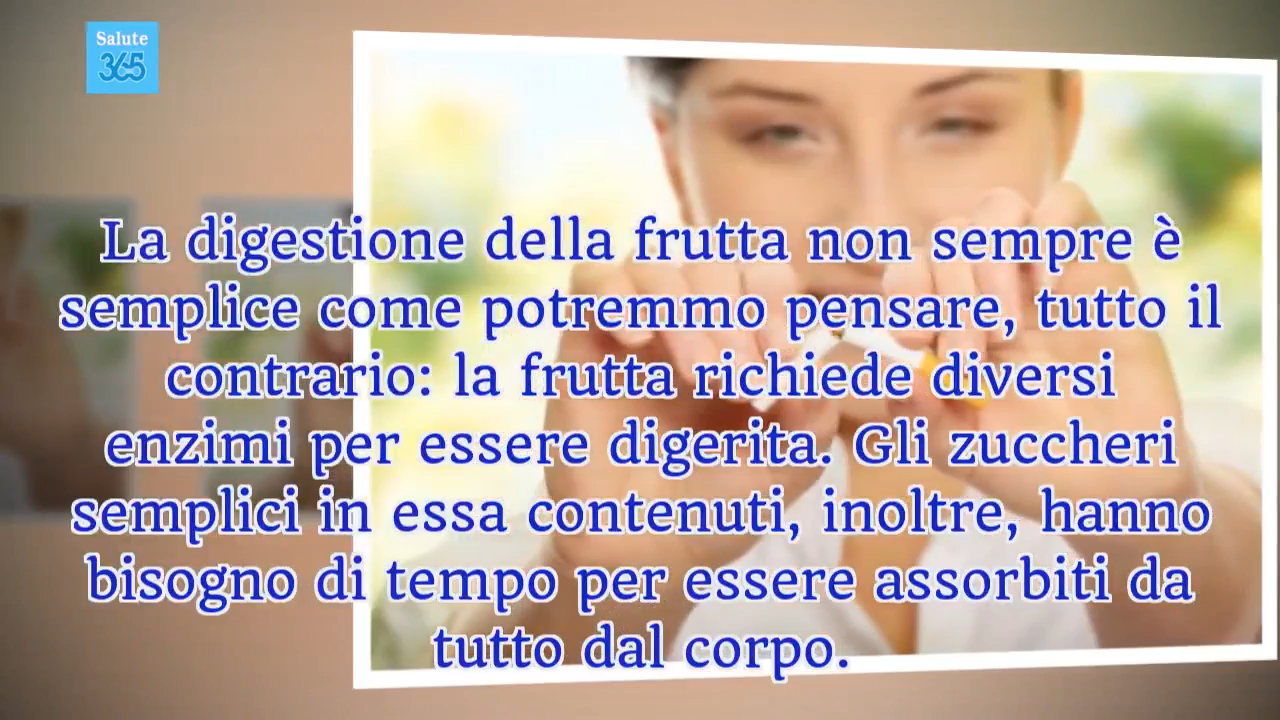 Salute
365
La digestione della frutta non sempre è
semplice come potremmo pensare, tutto il
contrario: la frutta richiede diversi
enzimi per essere digerita. Gli zuccheri
semplici in essa contenuti, inoltre, hanno
bisogno di tempo per essere assorbiti da
tutto dal corpo.